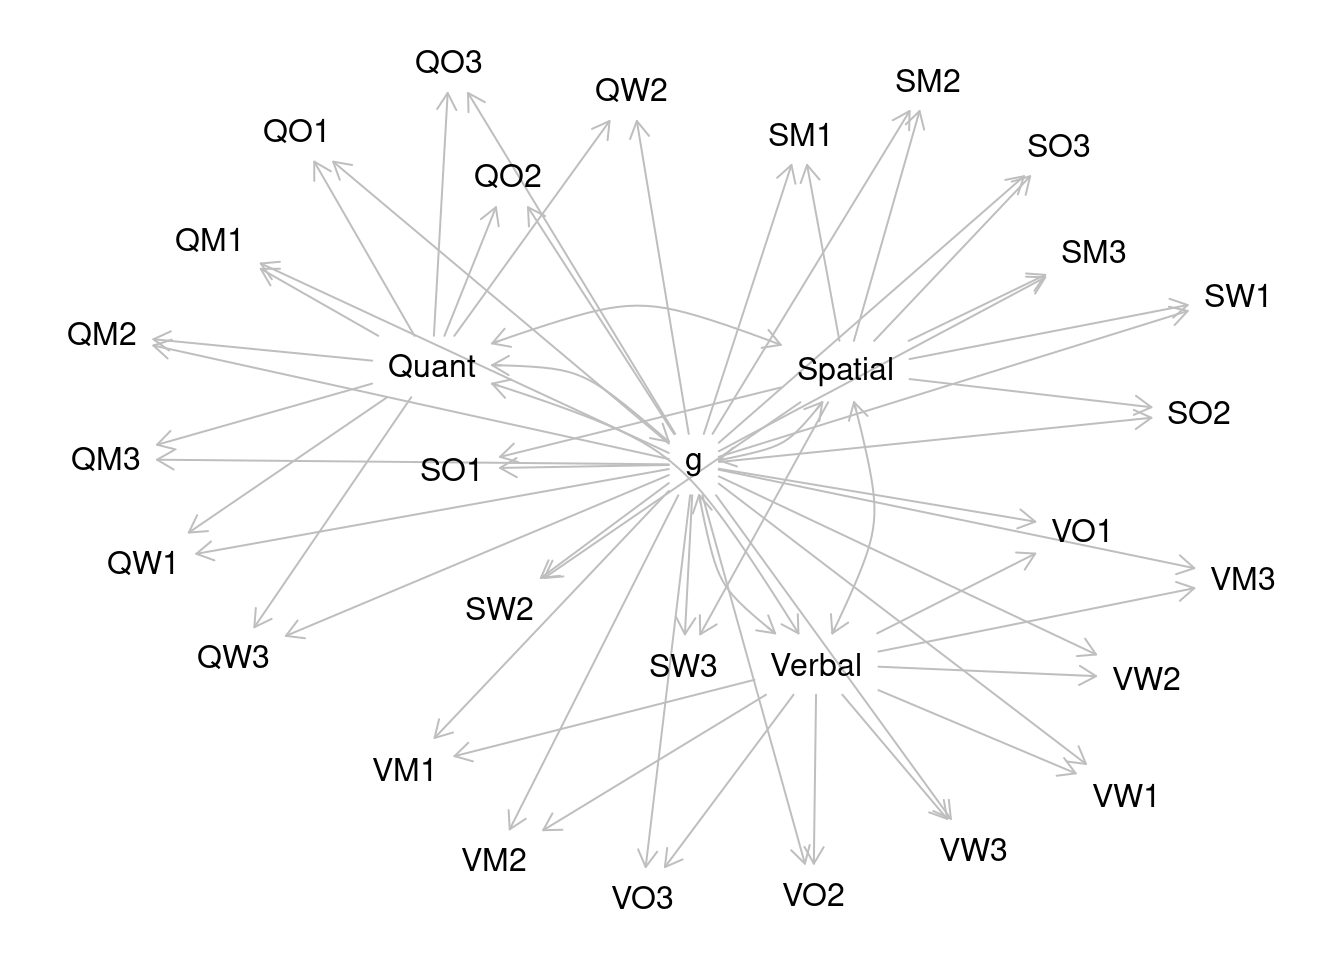 QO3
SM2
QW2
QO1
SM1
SO3
QO2
QM1
SM3
SW1
QM2
Quant
Spatial
SO2
QM3
SO1
g
VO1
QW1
VM3
SW2
QW3
SW3
Verbal
VW2
VM1
VW1
VM2
VW3
VO3
VO2